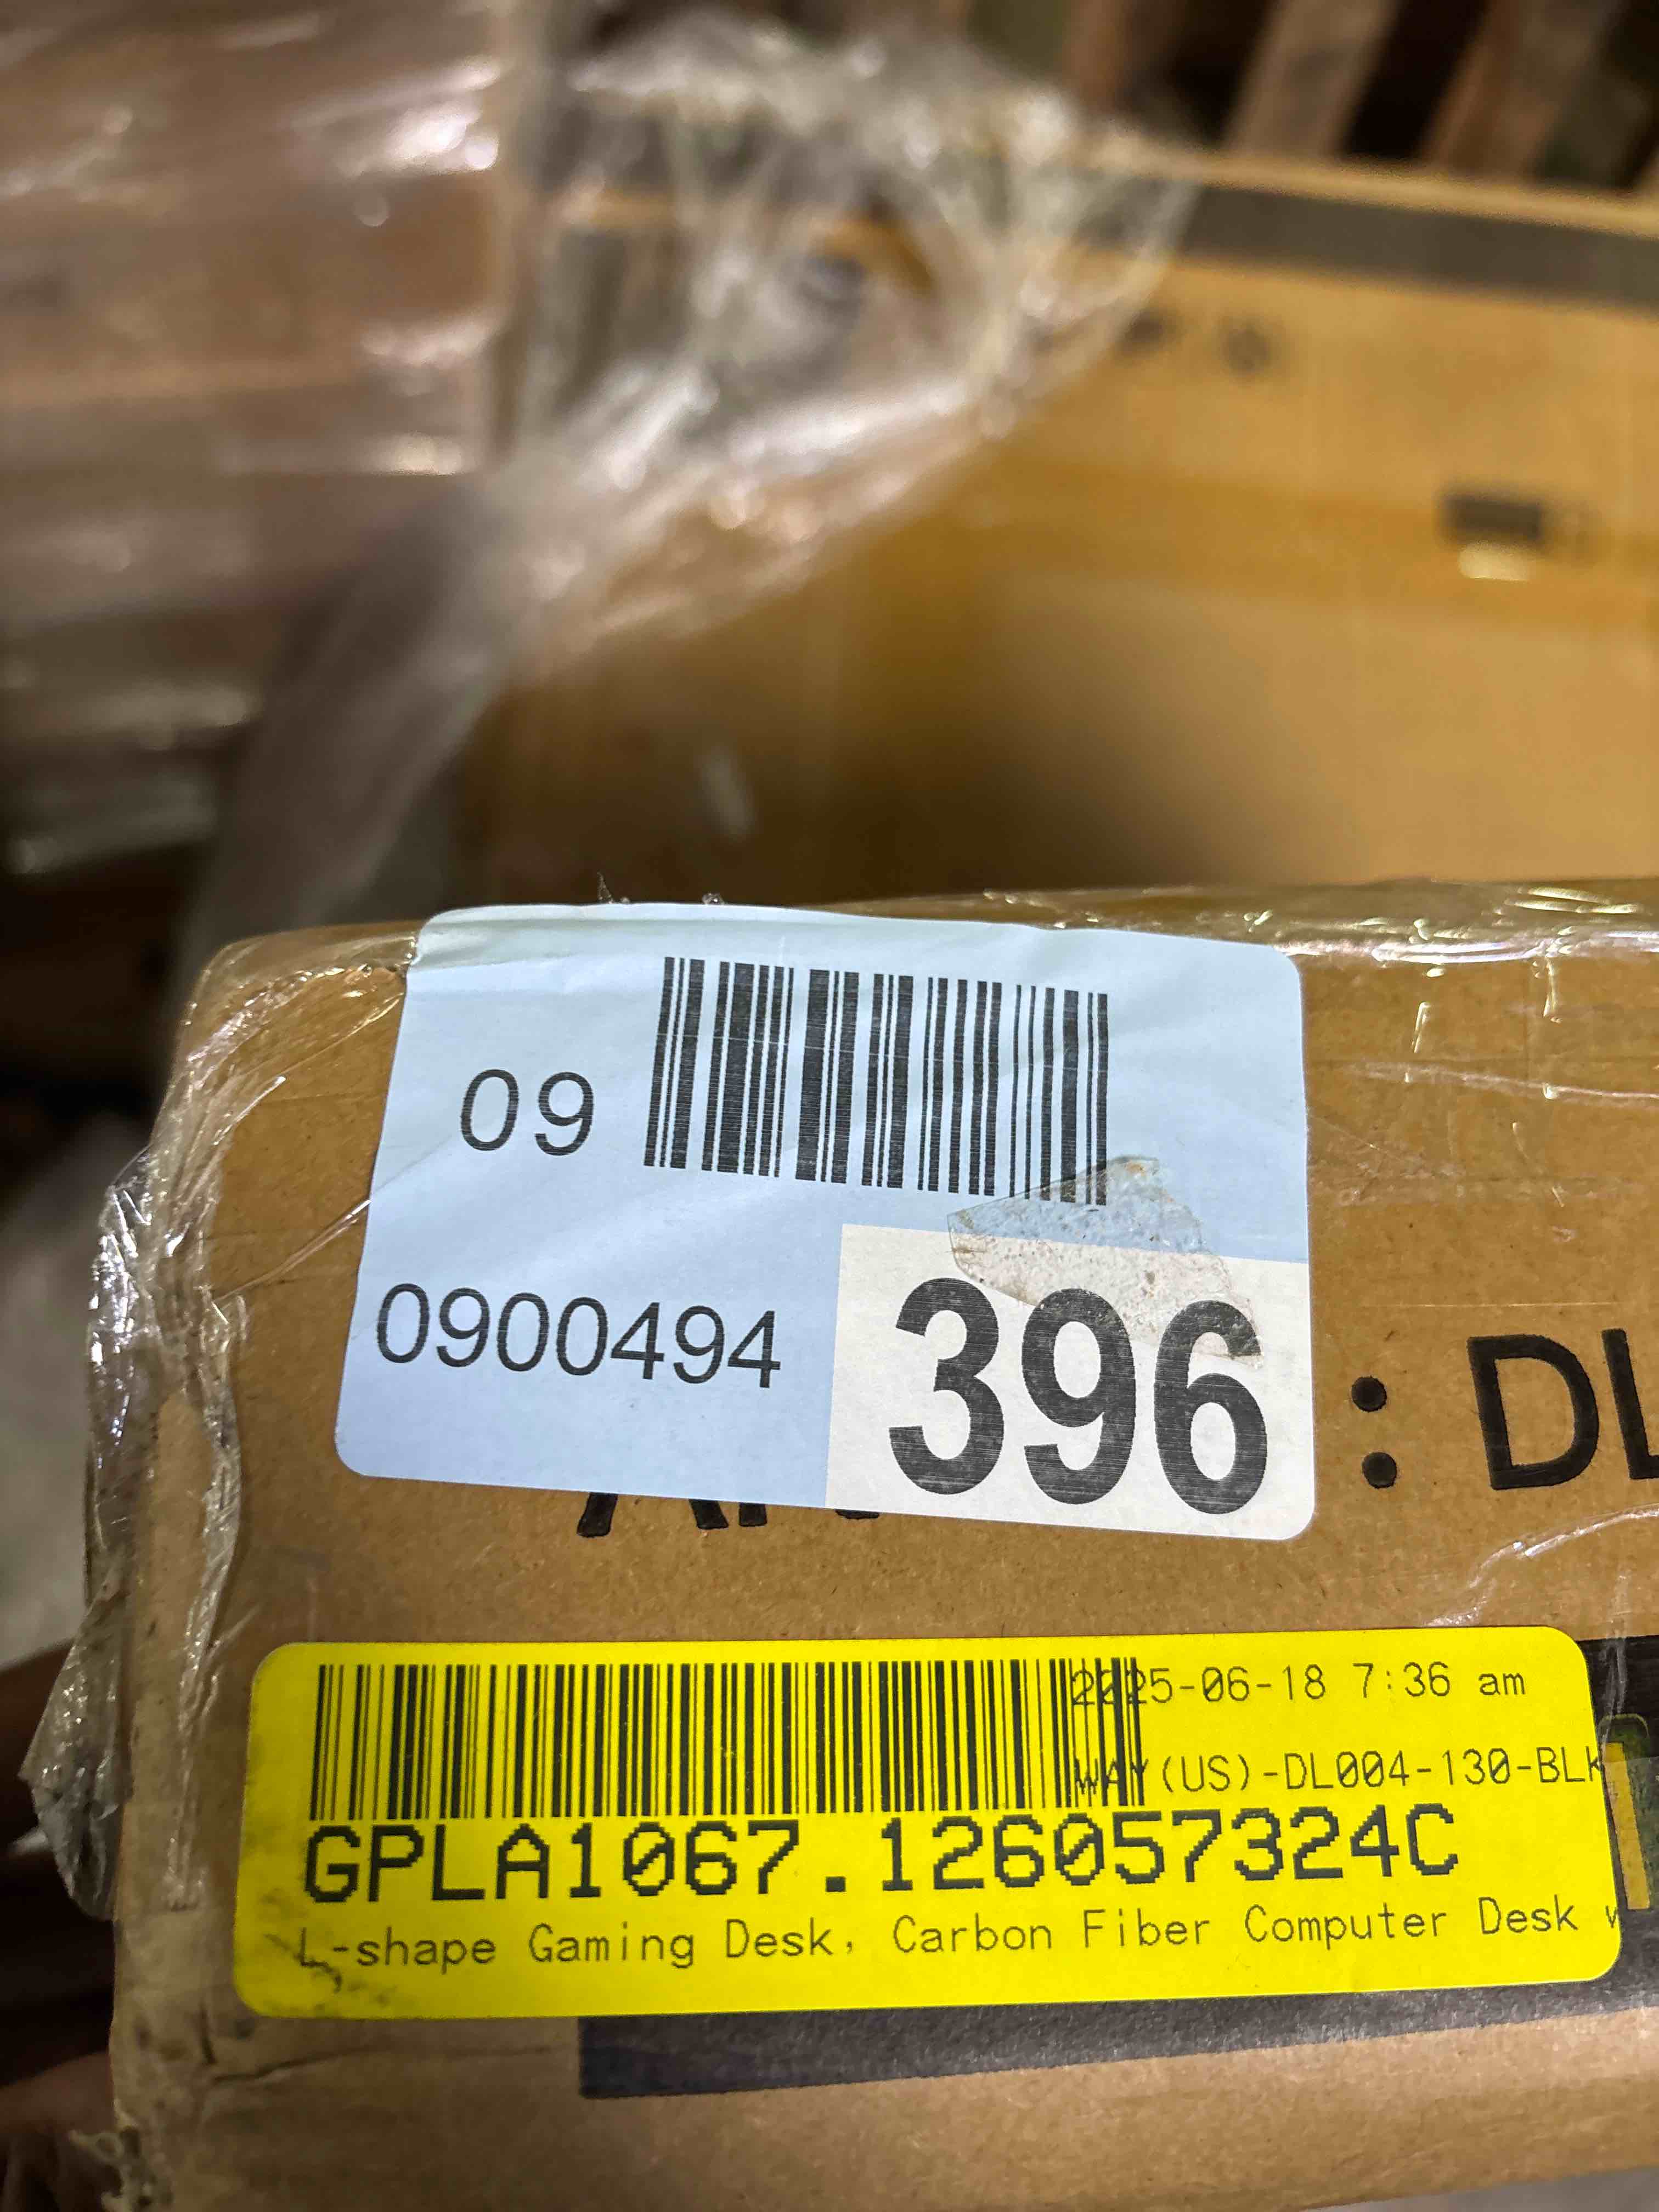 09
0900494
396
: DL
2025-06-18 7:36 am
WAY(US)-DL004-130-BLK
GPLA1067.126057324C
L-shape Gaming Desk, Carbon Fiber Computer Desk w